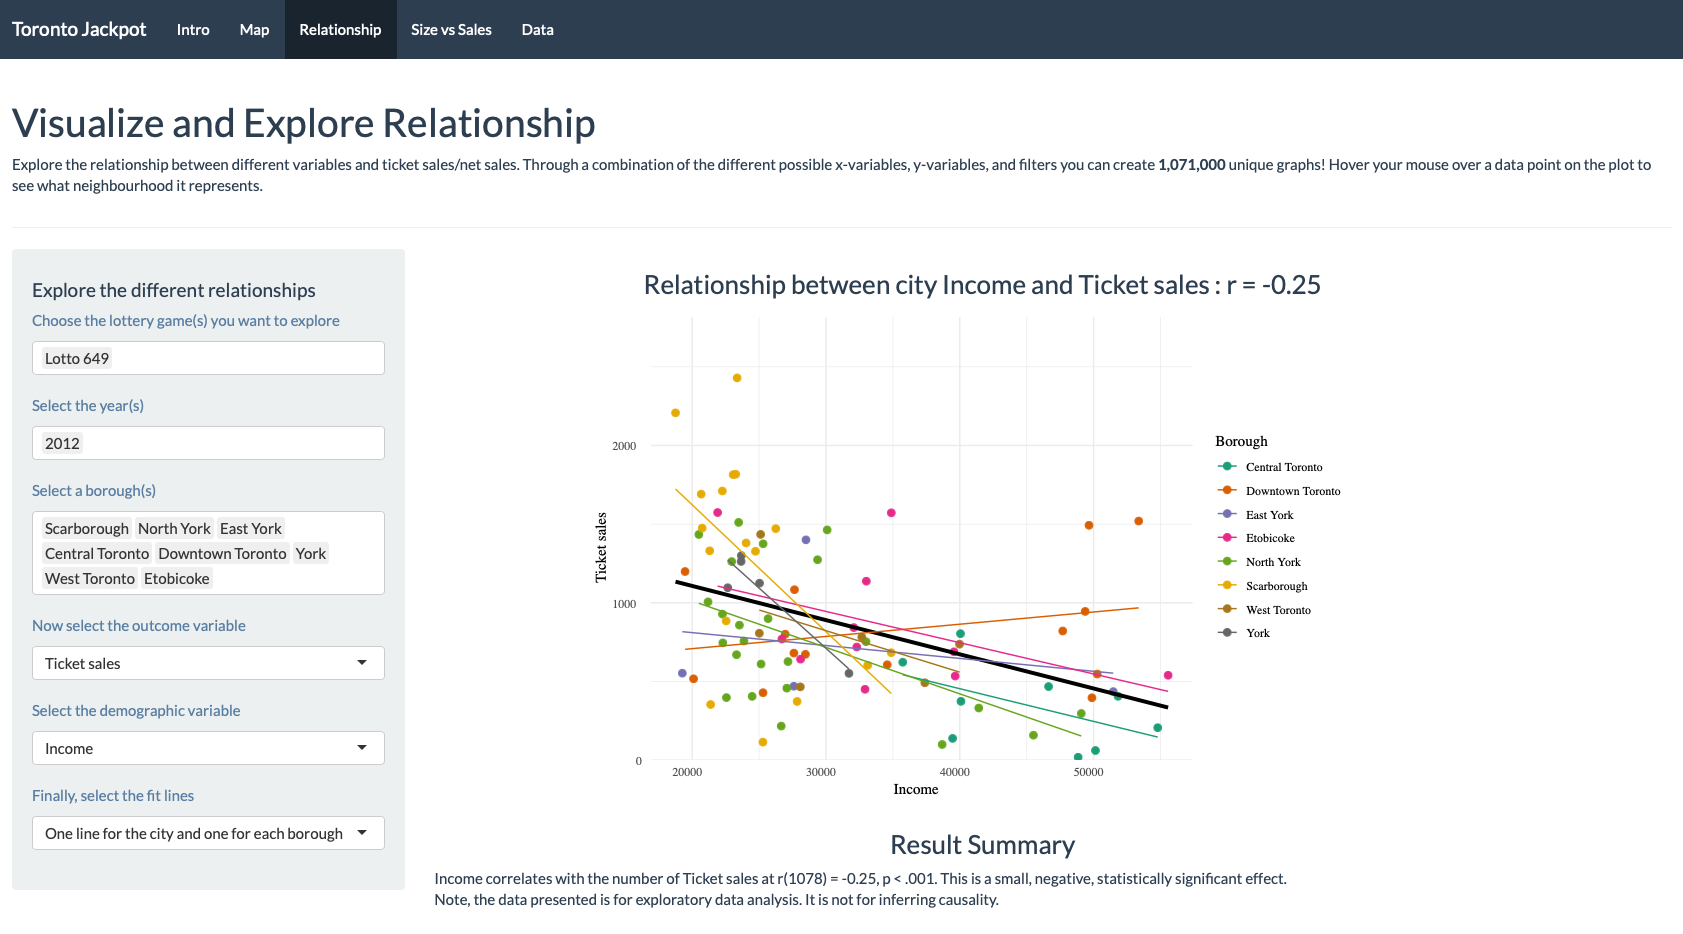 Toronto Jackpot Intro Map Relationship Size vs Sales Data
Visualize and Explore Relationship
Explore the relationship between different variables and ticket sales/net sales. Through a combination of the different possible x-variables, y-variables, and filters you can create 1,071,000 unique graphs! Hover your mouse over a data point on the plot to
see what neighbourhood it represents.
Explore the different relationships
Choose the lottery game(s) you want to explore
Lotto 649
Select the year(s)
2012
Select a borough(s)
Scarborough North York East York
Central Toronto Downtown Toronto York
West Toronto Etobicoke
Now select the outcome variable
Ticket sales
Select the demographic variable
Income
Finally, select the fit lines
One line for the city and one for each borough
Relationship between city Income and Ticket sales : r = -0.25
Ticket sales
2000
1000
0
20000 30000 40000 50000
Income
Borough
Central Toronto
Downtown Toronto
East York
Etobicoke
North York
Scarborough
West Toronto
York
Result Summary
Income correlates with the number of Ticket sales at r(1078) = -0.25, p < .001. This is a small, negative, statistically significant effect.
Note, the data presented is for exploratory data analysis. It is not for inferring causality.